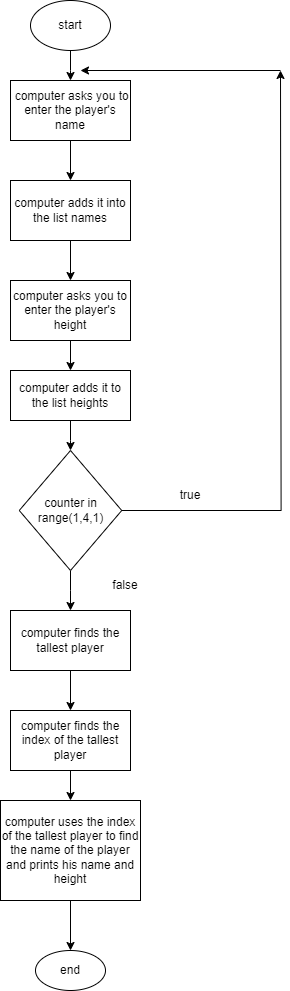 start
computer asks you to
enter the player's
name
computer adds it into
the list names
computer asks you to
enter the player's
height
computer adds it to
the list heights
counter in
range(1,4,1)
true
false
computer finds the
tallest player
computer finds the
index of the tallest
player
computer uses the index
of the tallest player to find
the name of the player
and prints his name and
height
end